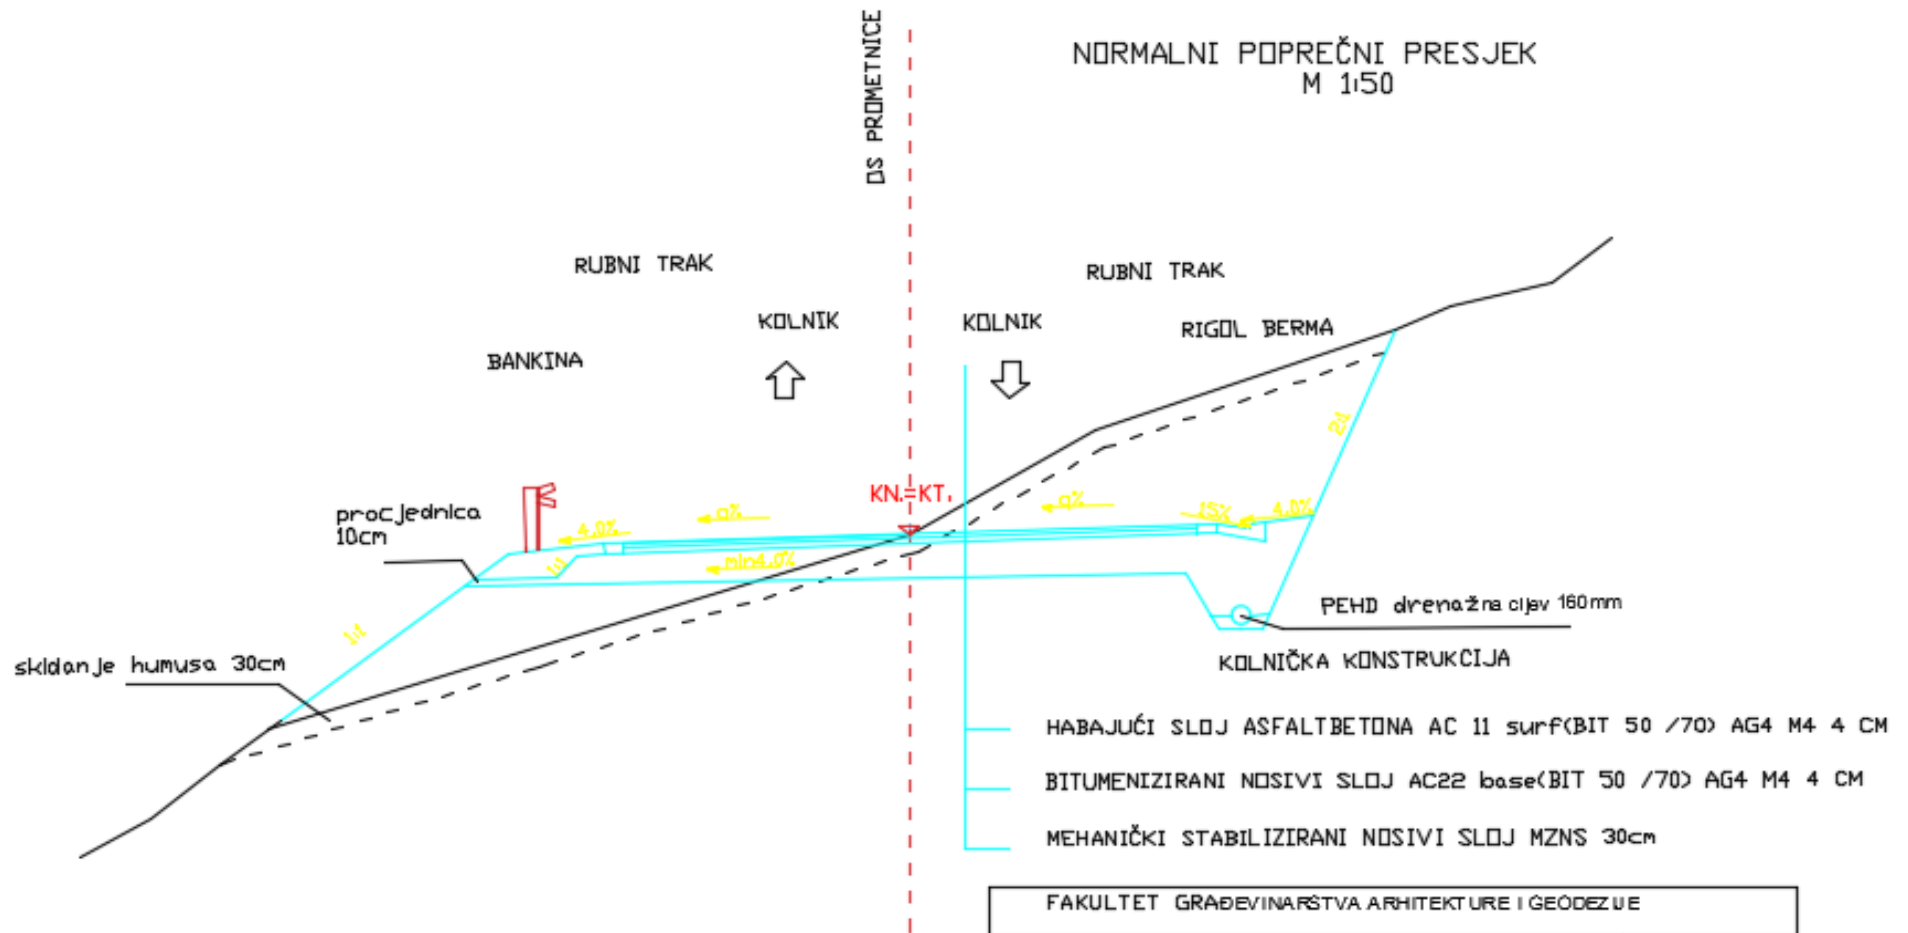 NORMALNI POPREČNI PRESJEK
M 1:50
OS PROMETNICE
RUBNI TRAK
RUBNI TRAK
KOLNIK
KOLNIK
RIGOL BERMA
BANKINA
2:1
KN.=KT.
procjednica
10cm
4.0%
q%
q%
15%
4.0%
1:1
min4.0%
1:1
PEHD drenažna cijev 160mm
skidanje humusa 30cm
KOLNIČKA KONSTRUKCIJA
HABAJUĆI SLOJ ASFALTBETONA AC 11 surf(BIT 50 /70) AG4 M4 4 CM
BITUMENIZIRANI NOSIVI SLOJ AC22 base(BIT 50 /70) AG4 M4 4 CM
MEHANIČKI STABILIZIRANI NOSIVI SLOJ MZNS 30cm
FAKULTET GRAĐEVINARSTVA ARHITEKTURE I GEODEZIJE